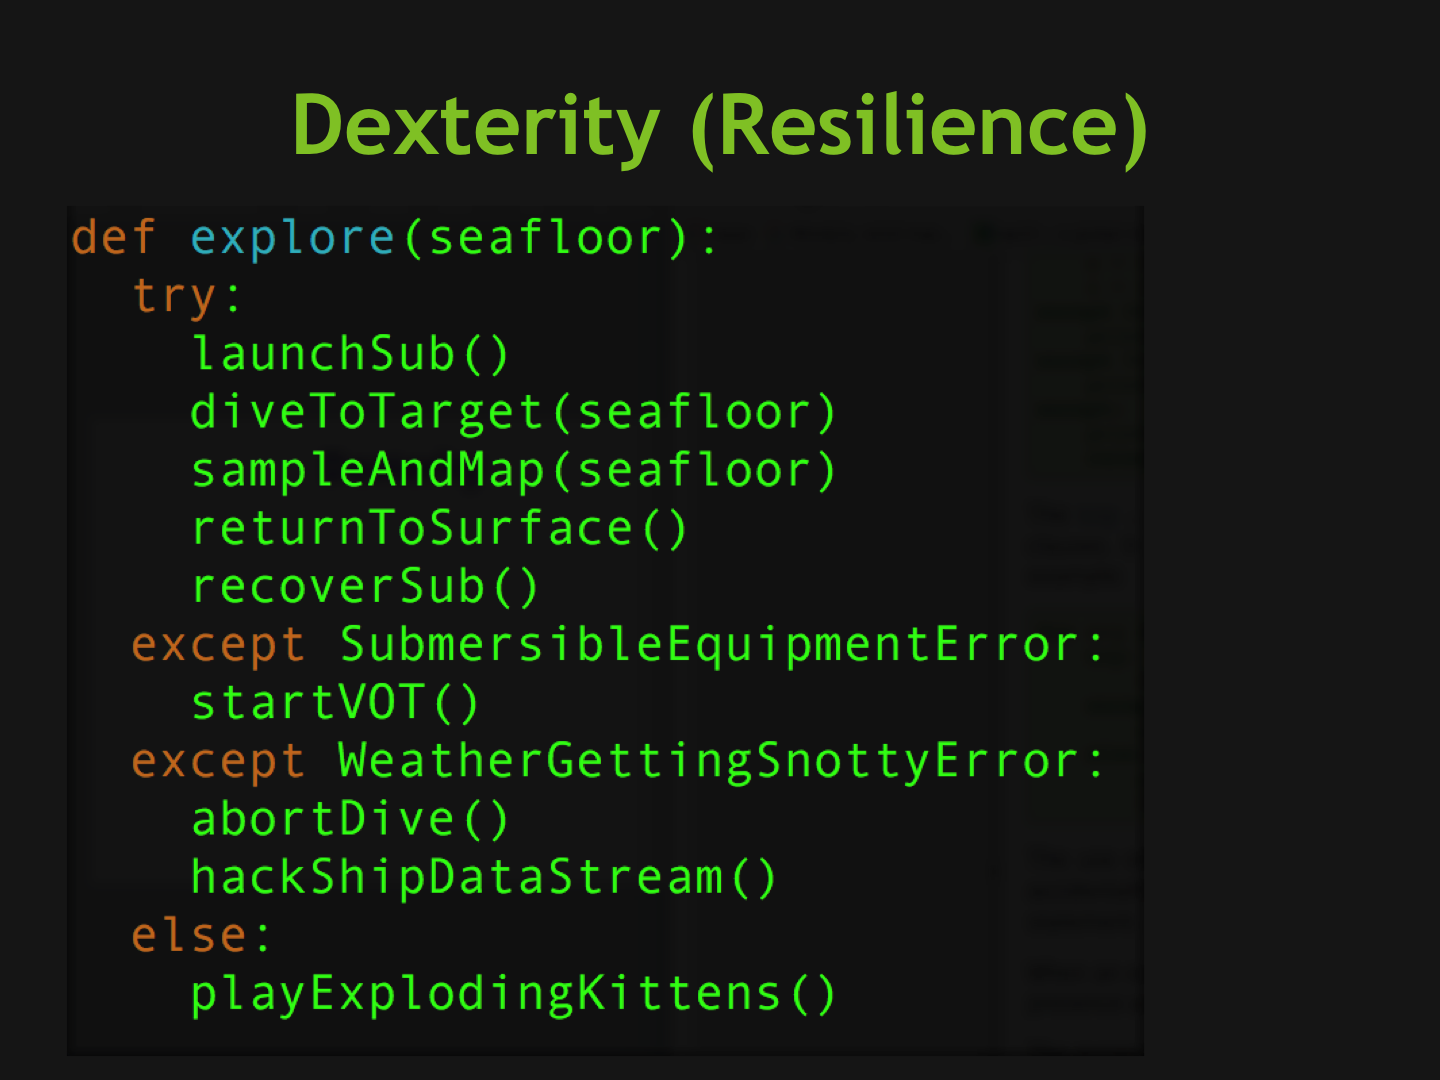 Dexterity (Resilience)
def explore(seafloor):
  try:
    launchSub()
    diveToTarget(seafloor)
    sampleAndMap(seafloor)
    returnToSurface()
    recoverSub()
  except SubmersibleEquipmentError:
    startVOT()
  except WeatherGettingSnottyError:
    abortDive()
    hackShipDataStream()
  else:
    playExplodingKittens()